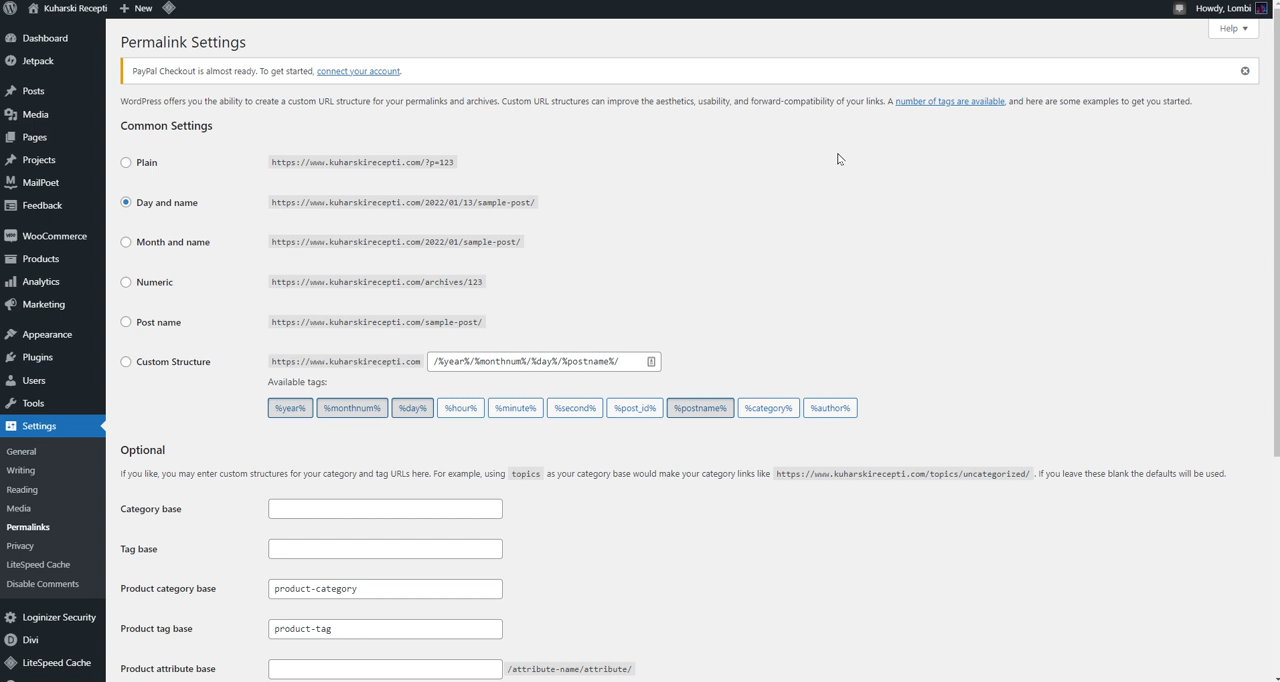 Kuharski Recepti
New
Howdy, Lombi
Help
Dashboard
Jetpack
Posts
Media
Pages
Projects
MailPoet
Feedback
WooCommerce
Products
Analytics
Marketing
Appearance
Plugins
Users
Tools
Settings
General
Writing
Reading
Media
Permalinks
Privacy
LiteSpeed Cache
Disable Comments
Loginizer Security
Divi
LiteSpeed Cache
Permalink Settings
PayPal Checkout is almost ready. To get started, connect your account.
WordPress offers you the ability to create a custom URL structure for your permalinks and archives. Custom URL structures can improve the aesthetics, usability, and forward-compatibility of your links. A number of tags are available, and here are some examples to get you started.
Common Settings
Plain https://www.kuharskirecepti.com/?p=123
Day and name https://www.kuharskirecepti.com/2022/01/13/sample-post/
Month and name https://www.kuharskirecepti.com/2022/01/sample-post/
Numeric https://www.kuharskirecepti.com/archives/123
Post name https://www.kuharskirecepti.com/sample-post/
Custom Structure https://www.kuharskirecepti.com /%year%/%monthnum%/%day%/%postname%/
Available tags:
%year% %monthnum% %day% %hour% %minute% %second% %post_id% %postname% %category% %author%
Optional
If you like, you may enter custom structures for your category and tag URLs here. For example, using topics as your category base would make your category links like https://www.kuharskirecepti.com/topics/uncategorized/ . If you leave these blank the defaults will be used.
Category base
Tag base
Product category base product-category
Product tag base product-tag
Product attribute base /attribute-name/attribute/